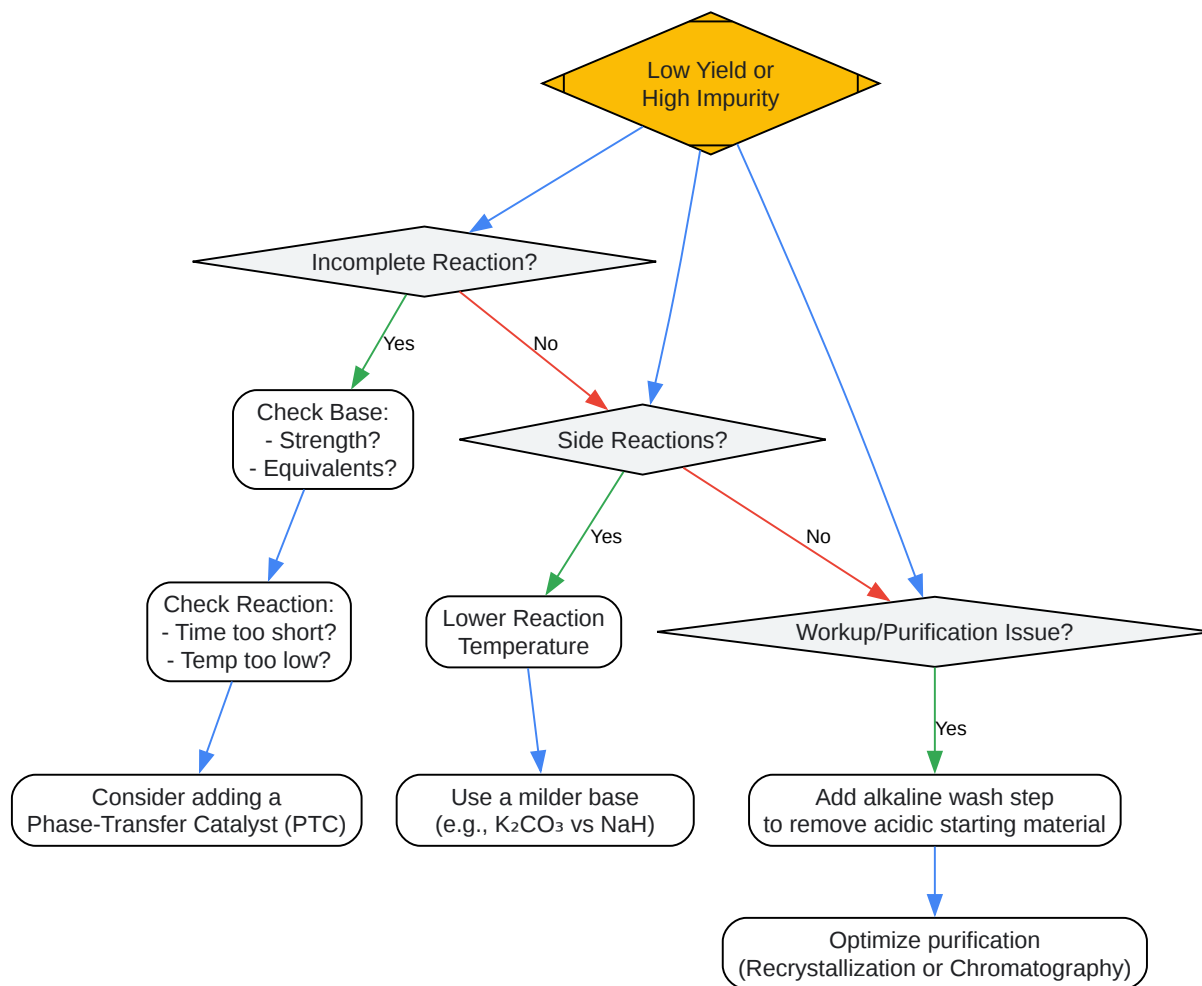 Low Yield or
High Impurity
Incomplete Reaction?
Yes
No
Check Base:
- Strength?
- Equivalents?
Side Reactions?
Yes
No
Check Reaction:
- Time too short?
- Temp too low?
Lower Reaction
Temperature
Workup/Purification Issue?
Yes
Consider adding a
Phase-Transfer Catalyst (PTC)
Use a milder base
(e.g., K₂CO₃ vs NaH)
Add alkaline wash step
to remove acidic starting material
Optimize purification
(Recrystallization or Chromatography)